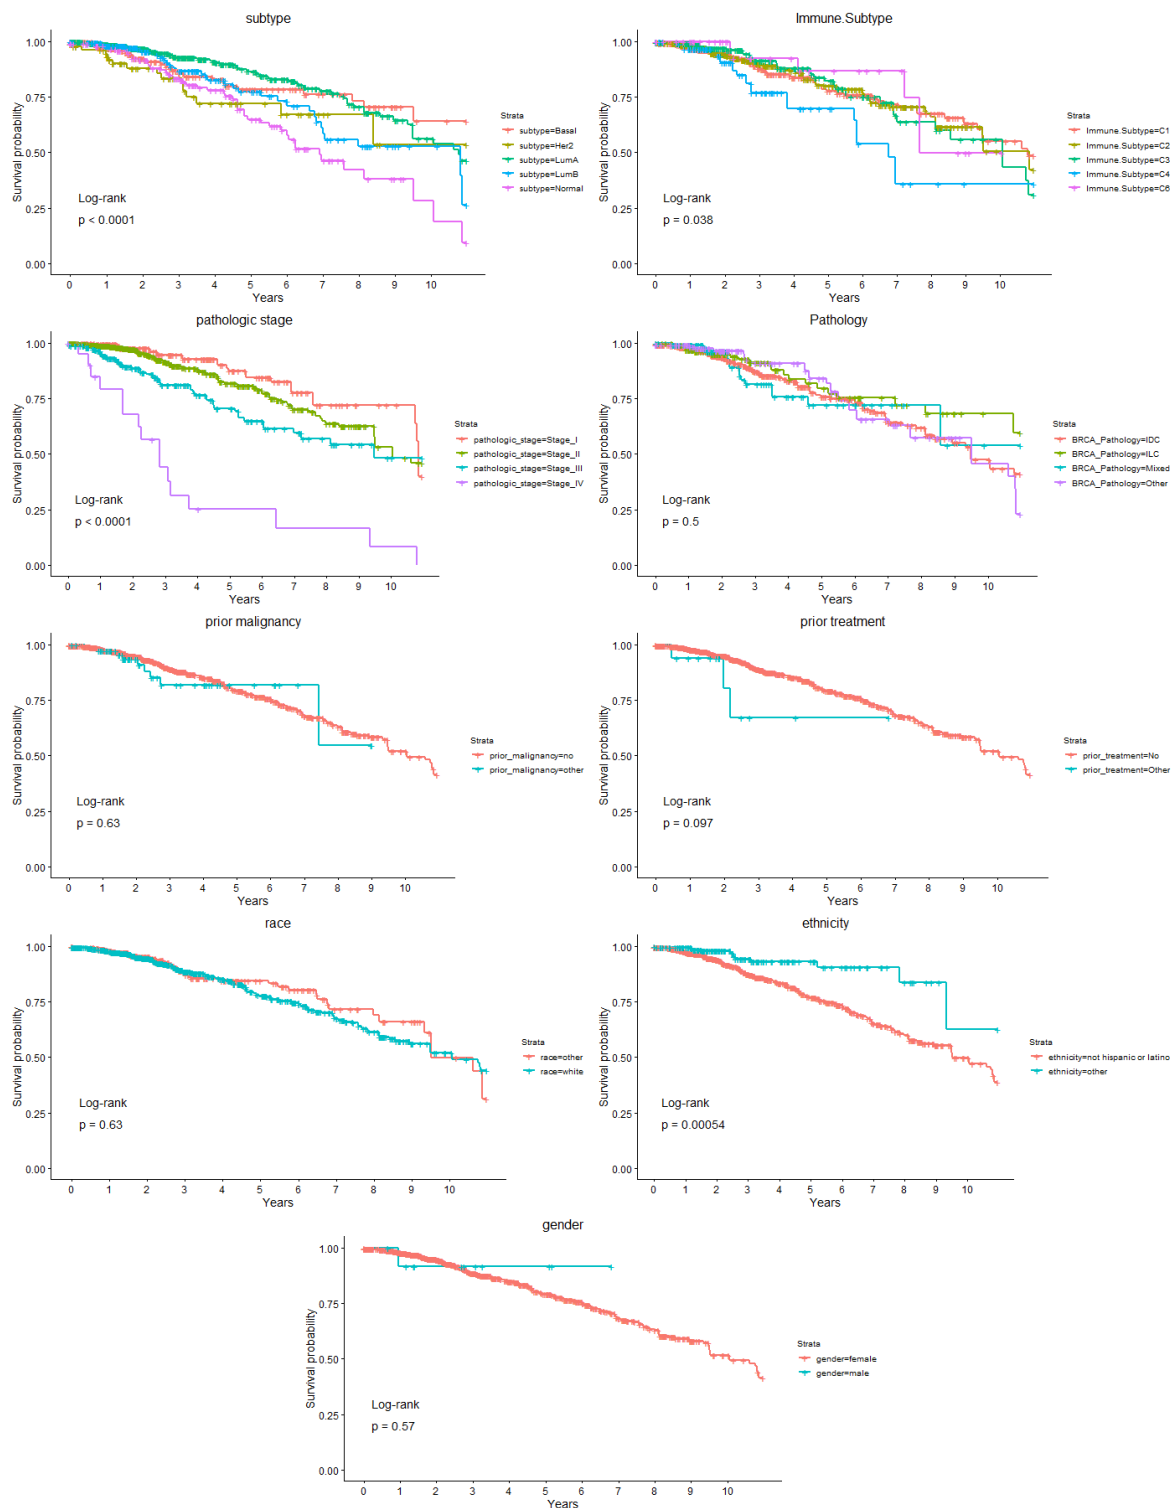 subtype
Survival probability
1.00
0.75
0.50
0.25
0.00
Log-rank
p < 0.0001
0 1 2 3 4 5 6 7 8 9 10
Years
Strata
subtype=Basal
subtype=Her2
subtype=LumA
subtype=LumB
subtype=Normal
Immune.Subtype
Survival probability
1.00
0.75
0.50
0.25
0.00
Log-rank
p = 0.038
0 1 2 3 4 5 6 7 8 9 10
Years
Strata
Immune.Subtype=C1
Immune.Subtype=C2
Immune.Subtype=C3
Immune.Subtype=C4
Immune.Subtype=C6
pathologic stage
Survival probability
1.00
0.75
0.50
0.25
0.00
Log-rank
p < 0.0001
0 1 2 3 4 5 6 7 8 9 10
Years
Strata
pathologic_stage=Stage_I
pathologic_stage=Stage_II
pathologic_stage=Stage_III
pathologic_stage=Stage_IV
Pathology
Survival probability
1.00
0.75
0.50
0.25
0.00
Log-rank
p = 0.5
0 1 2 3 4 5 6 7 8 9 10
Years
Strata
BRCA_Pathology=IDC
BRCA_Pathology=ILC
BRCA_Pathology=Mixed
BRCA_Pathology=Other
prior malignancy
Survival probability
1.00
0.75
0.50
0.25
0.00
Log-rank
p = 0.63
0 1 2 3 4 5 6 7 8 9 10
Years
Strata
prior_malignancy=no
prior_malignancy=other
prior treatment
Survival probability
1.00
0.75
0.50
0.25
0.00
Log-rank
p = 0.097
0 1 2 3 4 5 6 7 8 9 10
Years
Strata
prior_treatment=No
prior_treatment=Other
race
Survival probability
1.00
0.75
0.50
0.25
0.00
Log-rank
p = 0.63
0 1 2 3 4 5 6 7 8 9 10
Years
Strata
race=other
race=white
ethnicity
Survival probability
1.00
0.75
0.50
0.25
0.00
Log-rank
p = 0.00054
0 1 2 3 4 5 6 7 8 9 10
Years
Strata
ethnicity=not hispanic or latino
ethnicity=other
gender
Survival probability
1.00
0.75
0.50
0.25
0.00
Log-rank
p = 0.57
0 1 2 3 4 5 6 7 8 9 10
Years
Strata
gender=female
gender=male